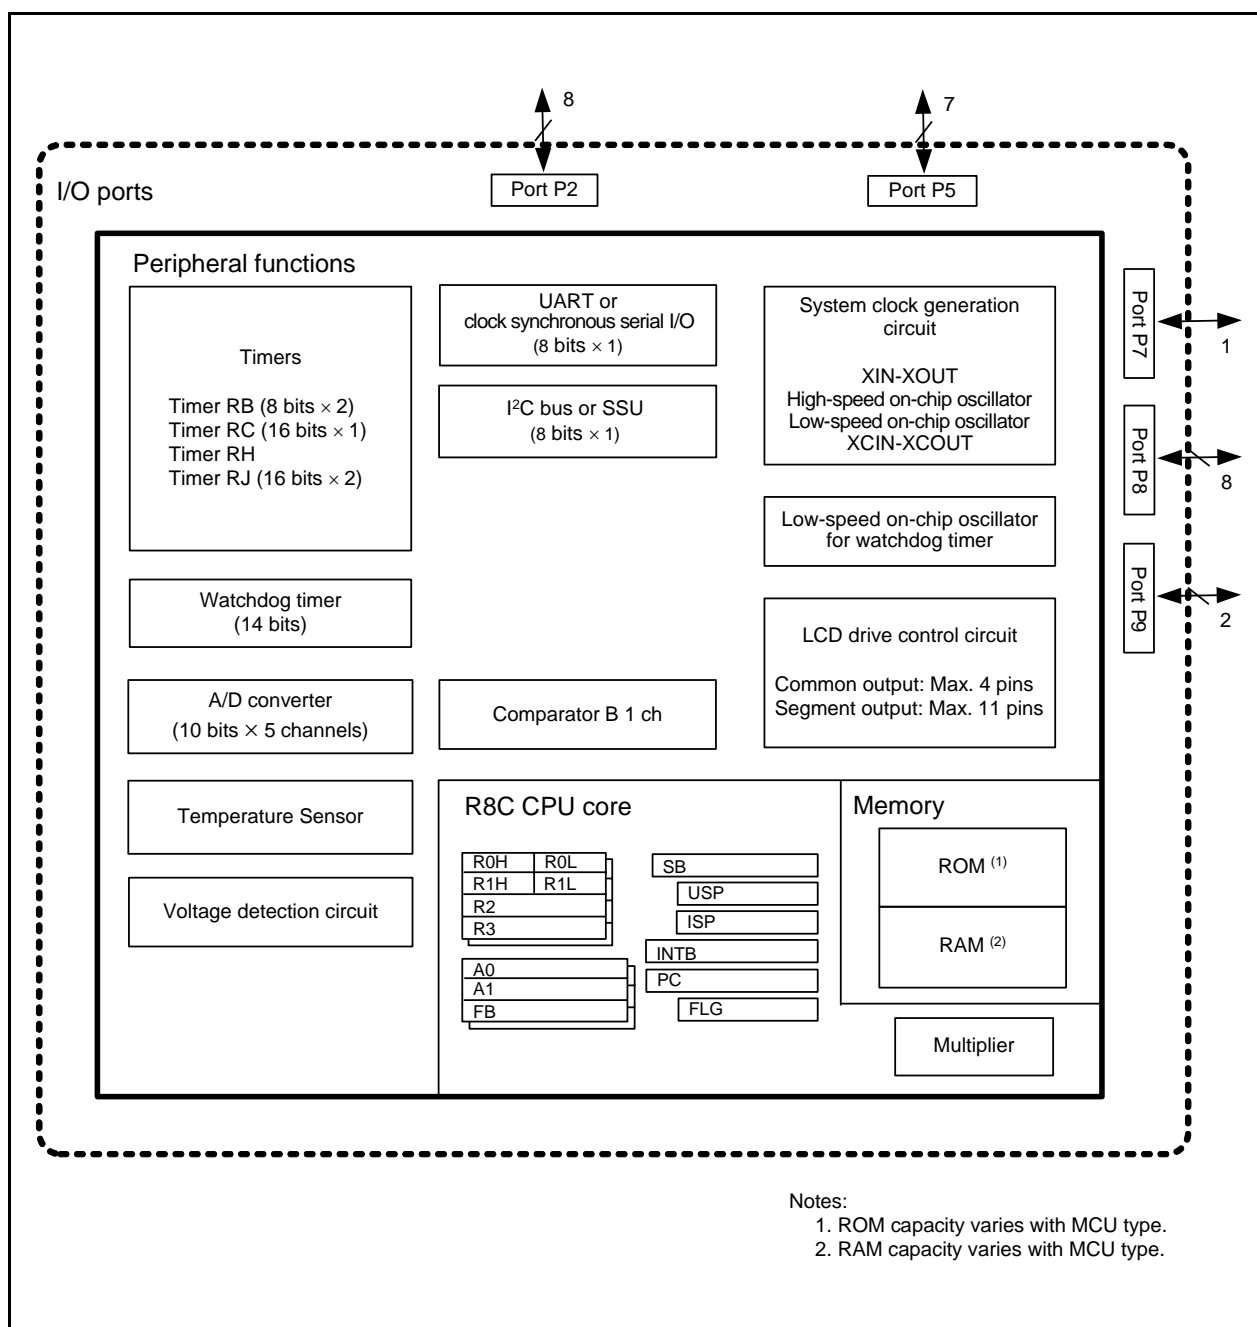 8
7
I/O ports
Port P2
Port P5
Peripheral functions
Timers
Timer RB (8 bits × 2)
Timer RC (16 bits × 1)
Timer RH
Timer RJ (16 bits × 2)
UART or
clock synchronous serial I/O
(8 bits × 1)
I²C bus or SSU
(8 bits × 1)
System clock generation
circuit
XIN-XOUT
High-speed on-chip oscillator
Low-speed on-chip oscillator
XCIN-XCOUT
Port P7
1
Port P8
8
Port P9
2
Low-speed on-chip oscillator
for watchdog timer
Watchdog timer
(14 bits)
LCD drive control circuit
Common output: Max. 4 pins
Segment output: Max. 11 pins
A/D converter
(10 bits × 5 channels)
Comparator B 1 ch
Temperature Sensor
Voltage detection circuit
R8C CPU core
R0H R0L
R1H R1L
R2
R3
A0
A1
FB
SB
USP
ISP
INTB
PC
FLG
Memory
ROM (1)
RAM (2)
Multiplier
Notes:
1. ROM capacity varies with MCU type.
2. RAM capacity varies with MCU type.